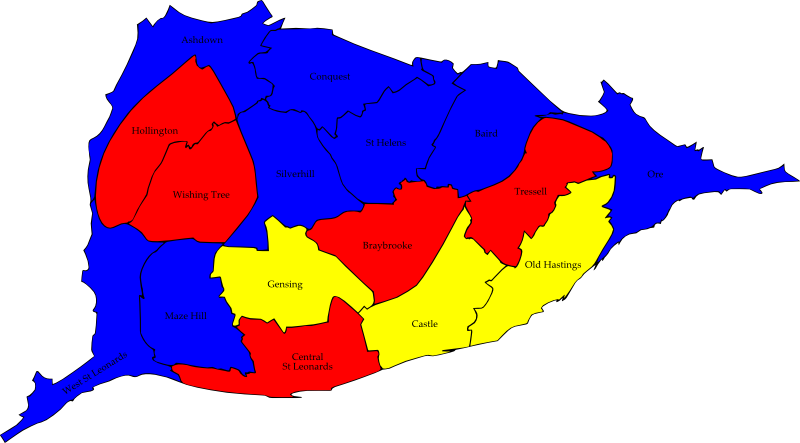 Ashdown
Conquest
Hollington
St Helens
Baird
Silverhill
Ore
Wishing Tree
Tressell
Braybrooke
Old Hastings
Gensing
Maze Hill
Castle
West St Leonards
Central
St Leonards